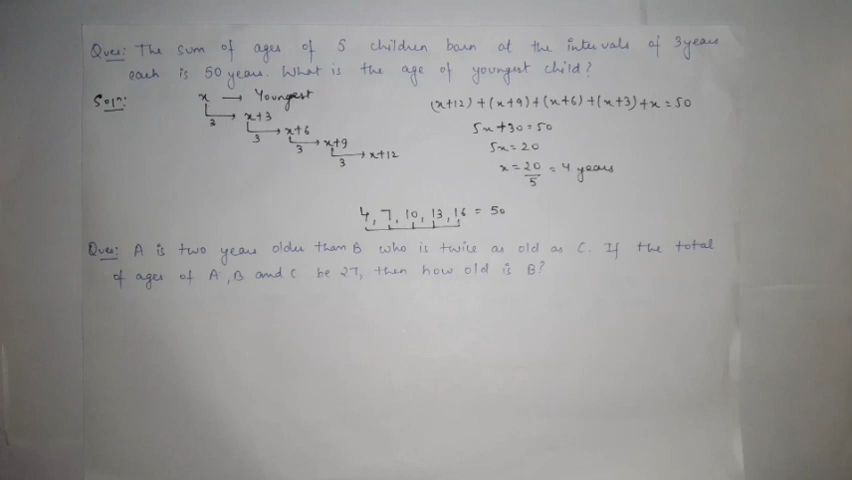 Ques: The sum of ages of 5 children born at the intervals of 3 years
each is 50 years. What is the age of youngest child?
Solⁿ:
x → Youngest
3
x+3
3
x+6
3
x+9
3
x+12
(x+12)+(x+9)+(x+6)+(x+3)+x=50
5x+30=50
5x=20
x=20/5=4 years
4, 7, 10, 13, 16 = 50
Ques: A is two years older than B who is twice as old as C. If the total
of ages of A, B and C be 27, then how old is B?